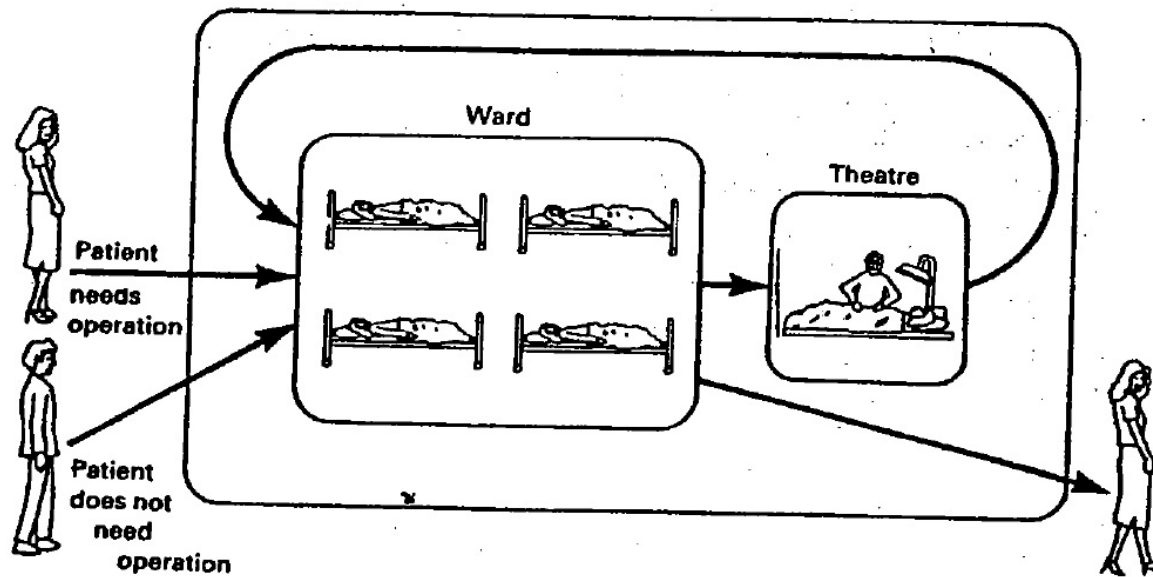 Ward
Theatre
Patient
needs
operation
Patient
does not
need
operation